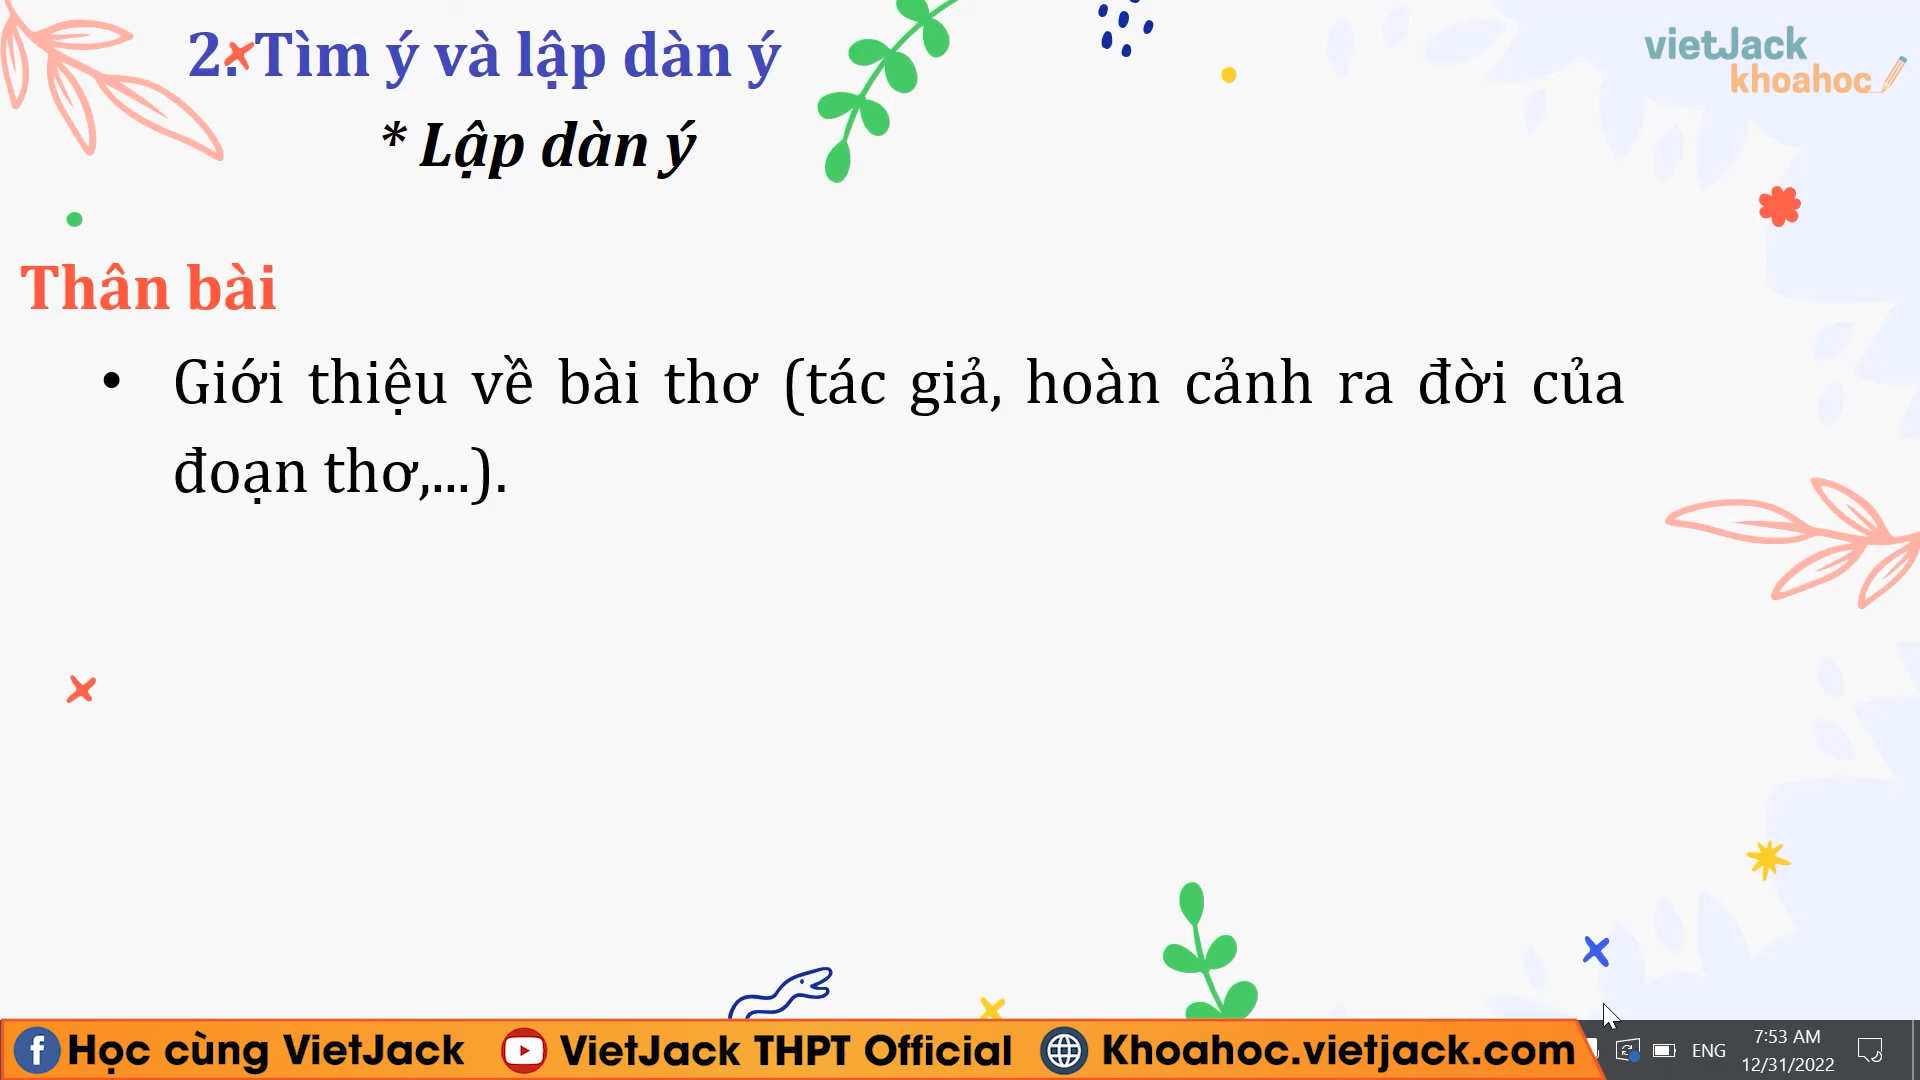 2. Tìm ý và lập dàn ý
vietJack
khoahoc
* Lập dàn ý
Thân bài
• Giới thiệu về bài thơ (tác giả, hoàn cảnh ra đời của
đoạn thơ,...).
Học cùng VietJack
VietJack THPT Official
Khoahoc.vietjack.com
ENG
7:53 AM
12/31/2022